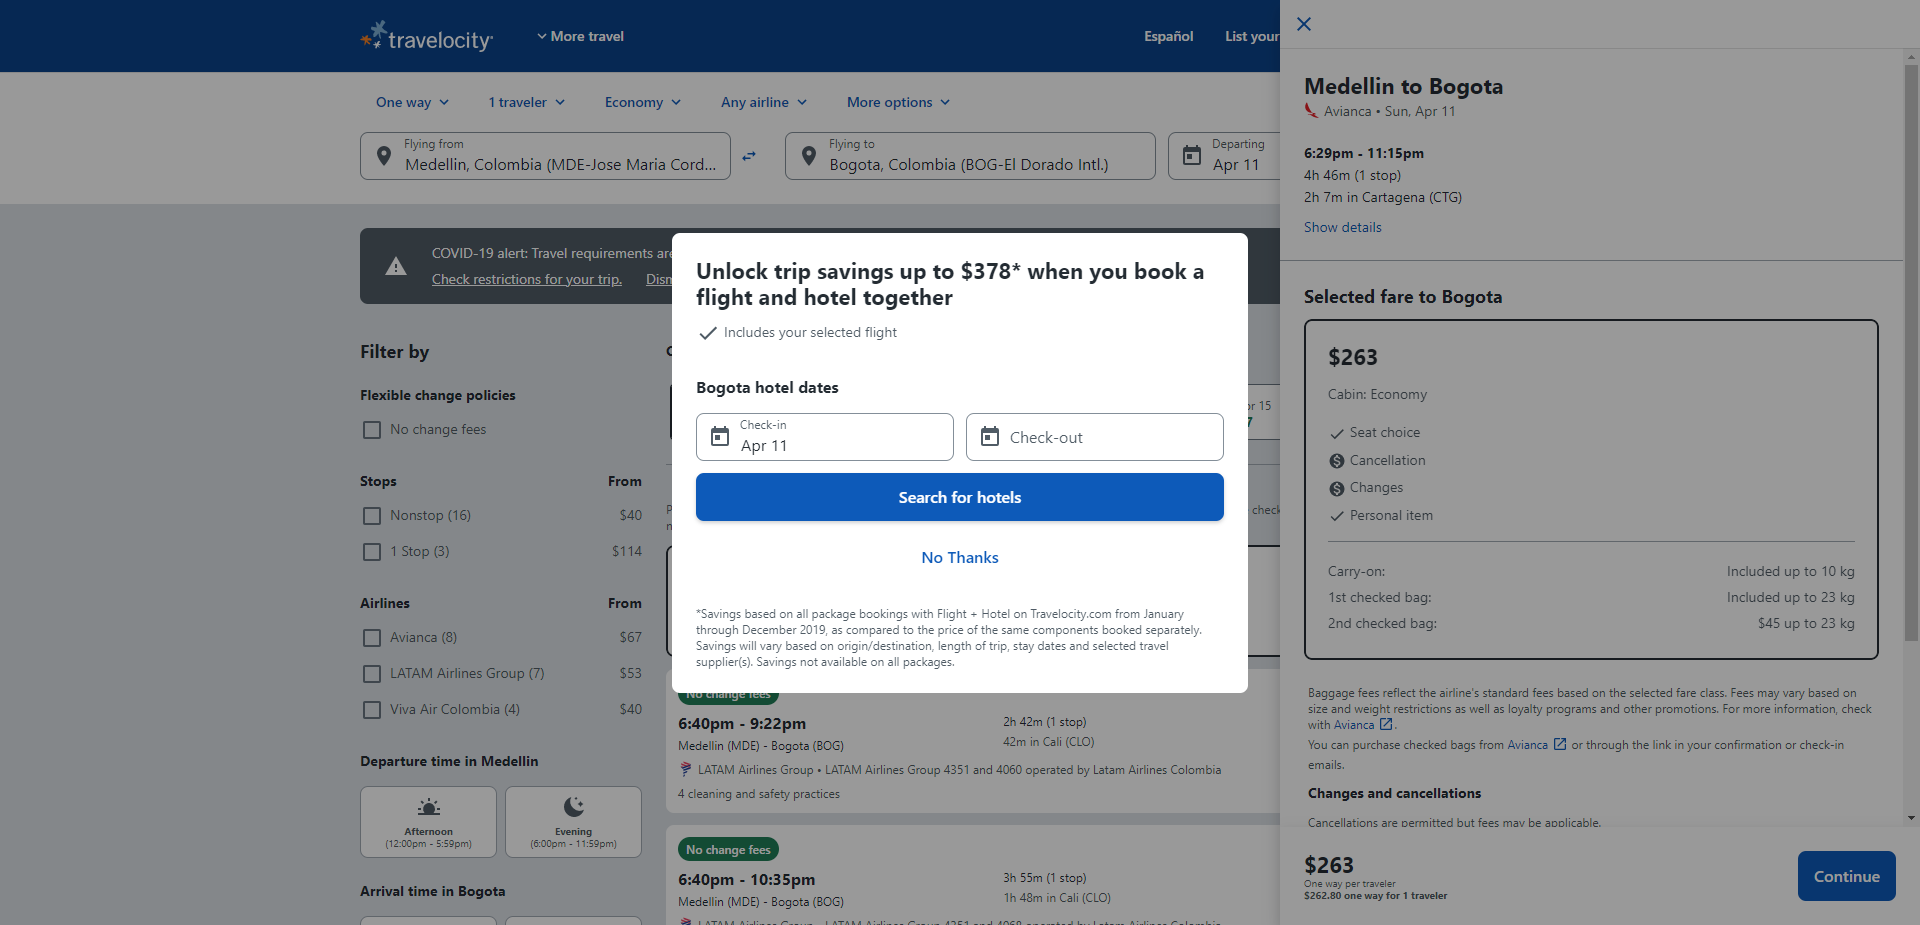 travelocity
More travel
Español
List your
One way
1 traveler
Economy
Any airline
More options
Flying from
Medellin, Colombia (MDE-Jose Maria Cord...
Flying to
Bogota, Colombia (BOG-El Dorado Intl.)
Departing
Apr 11
COVID-19 alert: Travel requirements are
Check restrictions for your trip.
Filter by
Flexible change policies
No change fees
Stops From
Nonstop (16) $40
1 Stop (3) $114
Airlines From
Avianca (8) $67
LATAM Airlines Group (7) $53
Viva Air Colombia (4) $40
Departure time in Medellin
Afternoon
(12:00pm - 5:59pm)
Evening
(6:00pm - 11:59pm)
Arrival time in Bogota
Unlock trip savings up to $378* when you book a
flight and hotel together
Includes your selected flight
Bogota hotel dates
Check-in
Apr 11
Check-out
Search for hotels
No Thanks
*Savings based on all package bookings with Flight + Hotel on Travelocity.com from January
through December 2019, as compared to the price of the same components booked separately.
Savings will vary based on origin/destination, length of trip, stay dates and selected travel
supplier(s). Savings not available on all packages.
15
check
No change fees
6:40pm - 9:22pm
2h 42m (1 stop)
Medellin (MDE) - Bogota (BOG)
42m in Cali (CLO)
LATAM Airlines Group • LATAM Airlines Group 4351 and 4060 operated by Latam Airlines Colombia
4 cleaning and safety practices
No change fees
6:40pm - 10:35pm
3h 55m (1 stop)
Medellin (MDE) - Bogota (BOG)
1h 48m in Cali (CLO)
LATAM Airlines Group • LATAM Airlines Group 4351 and 4068 operated by Latam Airlines Colombia
Medellin to Bogota
Avianca • Sun, Apr 11
6:29pm - 11:15pm
4h 46m (1 stop)
2h 7m in Cartagena (CTG)
Show details
Selected fare to Bogota
$263
Cabin: Economy
Seat choice
Cancellation
Changes
Personal item
Carry-on: Included up to 10 kg
1st checked bag: Included up to 23 kg
2nd checked bag: $45 up to 23 kg
Baggage fees reflect the airline's standard fees based on the selected fare class. Fees may vary based on
size and weight restrictions as well as loyalty programs and other promotions. For more information, check
with Avianca .
You can purchase checked bags from Avianca or through the link in your confirmation or check-in
emails.
Changes and cancellations
Cancellations are permitted but fees may be applicable.
$263
One way per traveler
$262.80 one way for 1 traveler
Continue